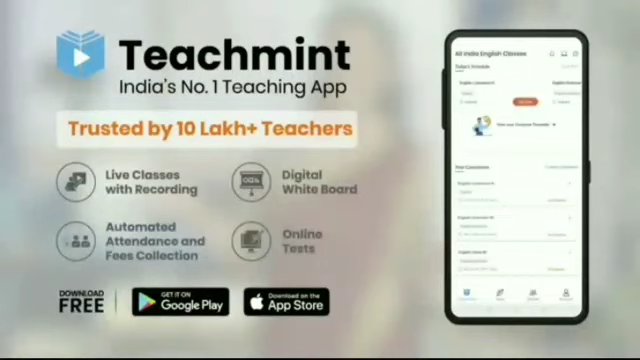 Teachmint
India's No. 1 Teaching App
Trusted by 10 Lakh+ Teachers
Live Classes
with Recording
Digital
White Board
Automated
Attendance and
Fees Collection
Online
Tests
DOWNLOAD
FREE
GET IT ON
Google Play
Download on the
App Store
All India English Classes
Today's Schedule